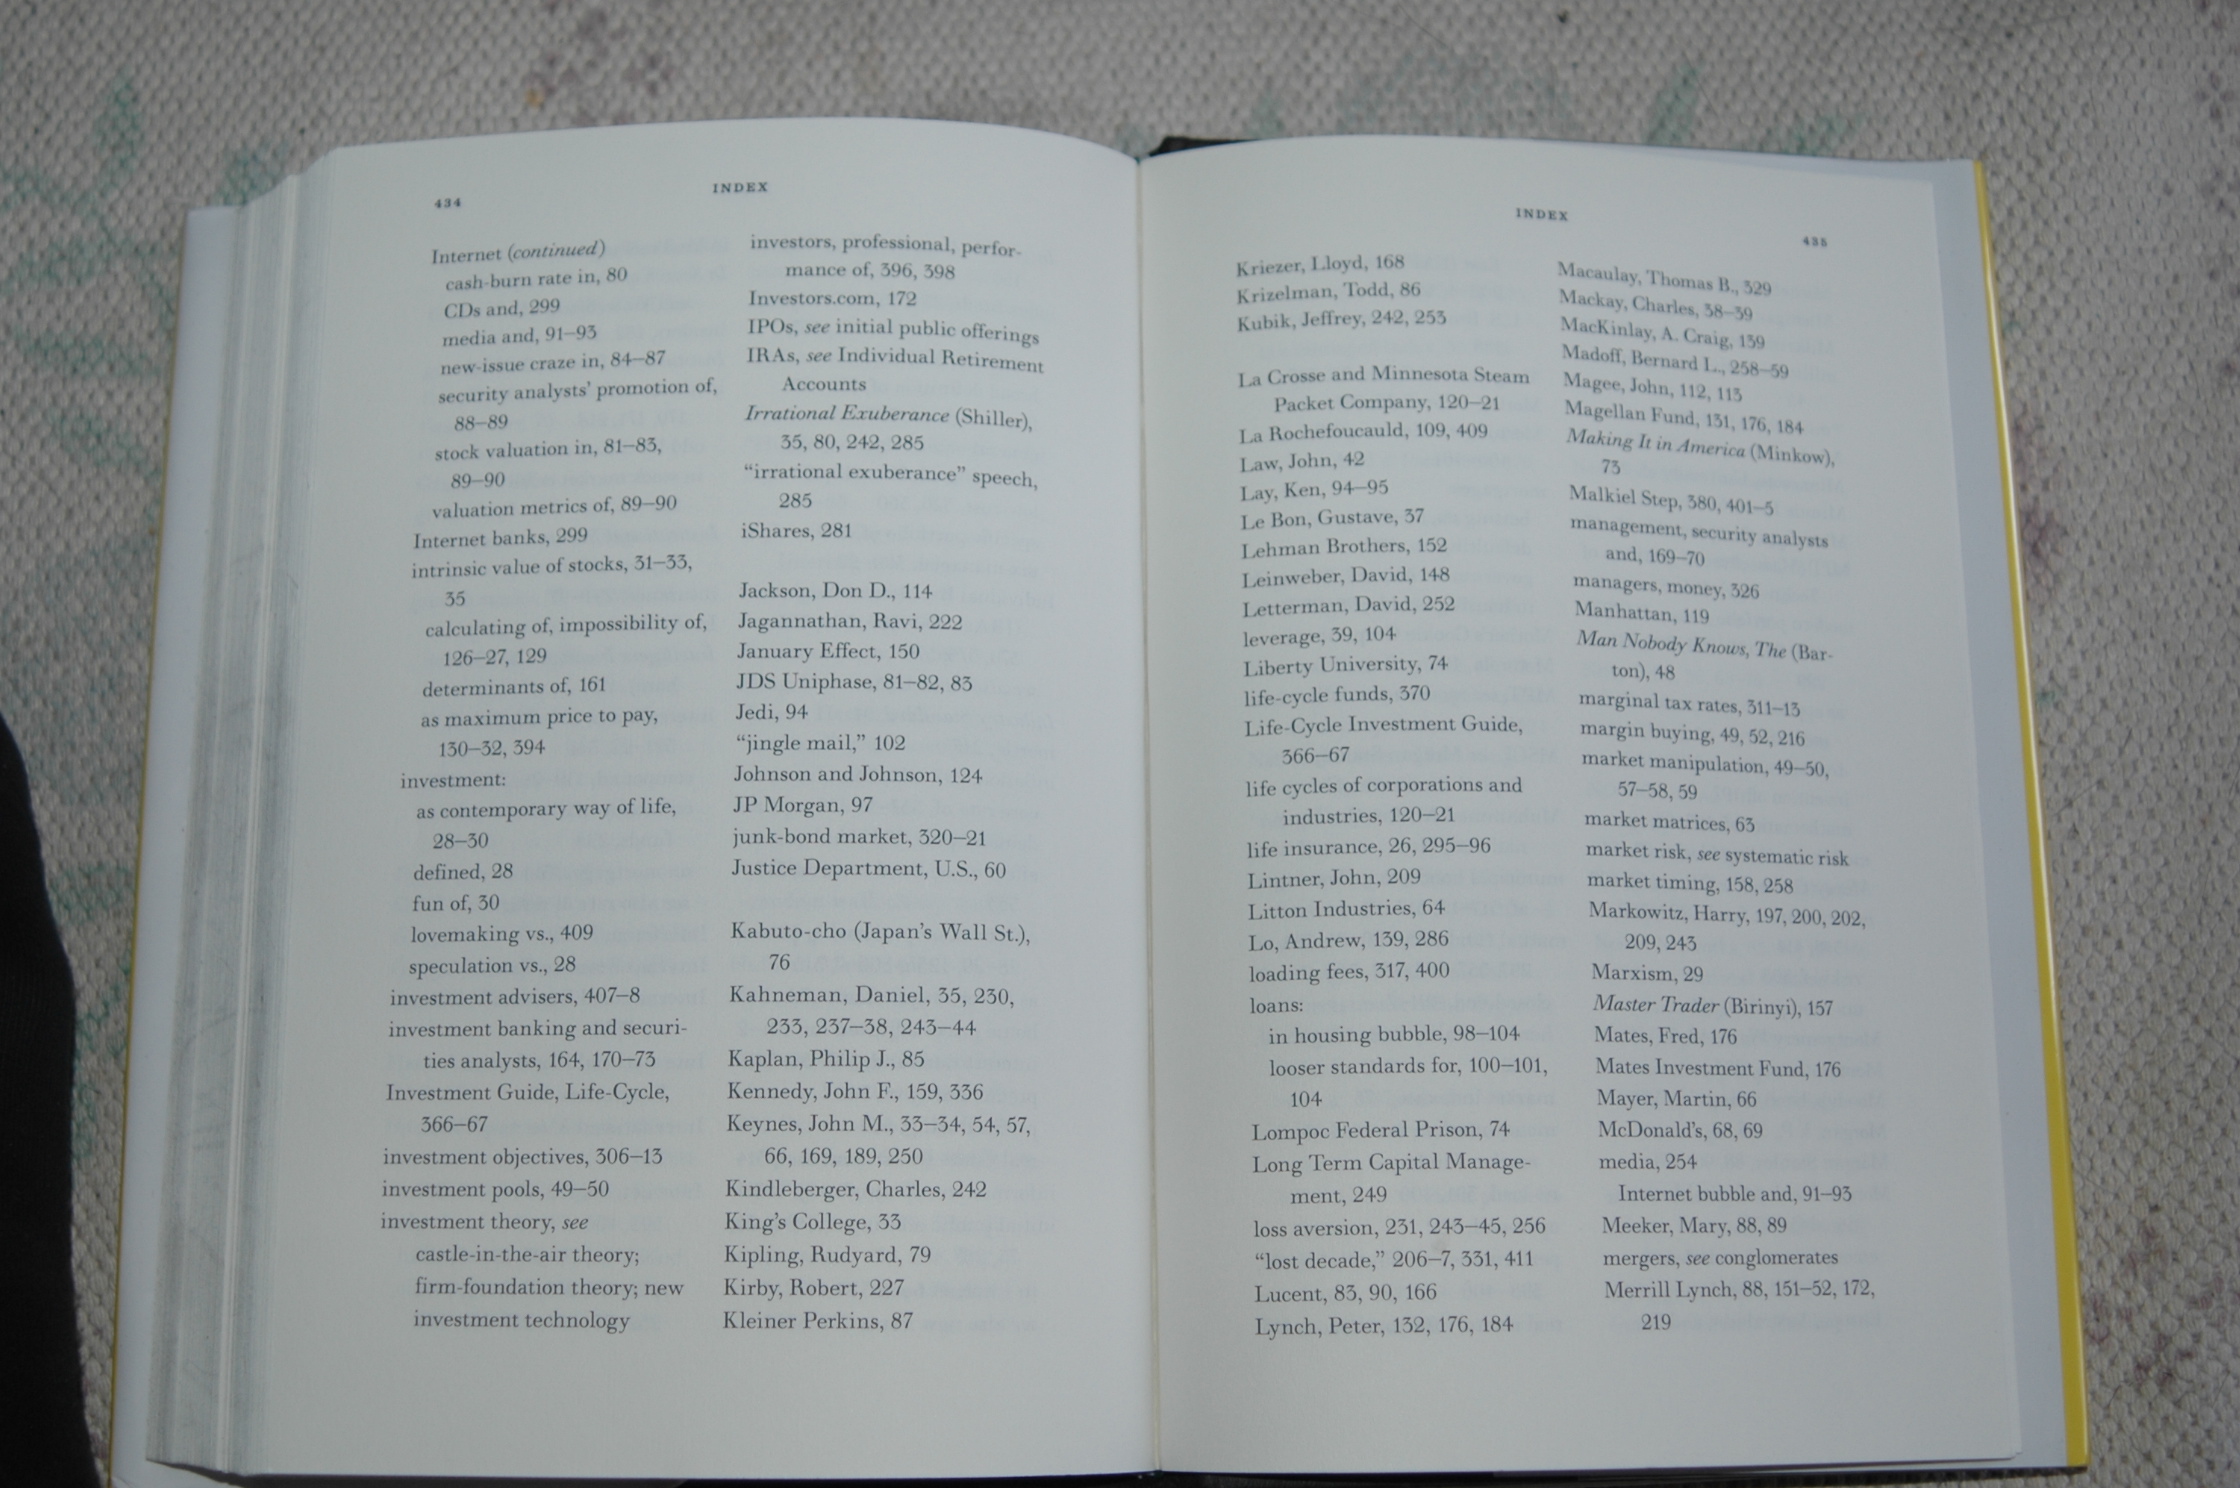 434
INDEX
Internet (continued)
cash-burn rate in, 80
CDs and, 299
media and, 91–93
new-issue craze in, 84–87
security analysts' promotion of,
88–89
stock valuation in, 81–83,
89–90
valuation metrics of, 89–90
Internet banks, 299
intrinsic value of stocks, 31–33,
35
calculating of, impossibility of,
126–27, 129
determinants of, 161
as maximum price to pay,
130–32, 394
investment:
as contemporary way of life,
28–30
defined, 28
fun of, 30
lovemaking vs., 409
speculation vs., 28
investment advisers, 407–8
investment banking and securi-
ties analysts, 164, 170–73
Investment Guide, Life-Cycle,
366–67
investment objectives, 306–13
investment pools, 49–50
investment theory, see
castle-in-the-air theory;
firm-foundation theory; new
investment technology
investors, professional, perfor-
mance of, 396, 398
Investors.com, 172
IPOs, see initial public offerings
IRAs, see Individual Retirement
Accounts
Irrational Exuberance (Shiller),
35, 80, 242, 285
“irrational exuberance” speech,
285
iShares, 281
Jackson, Don D., 114
Jagannathan, Ravi, 222
January Effect, 150
JDS Uniphase, 81–82, 83
Jedi, 94
“jingle mail,” 102
Johnson and Johnson, 124
JP Morgan, 97
junk-bond market, 320–21
Justice Department, U.S., 60
Kabuto-cho (Japan's Wall St.),
76
Kahneman, Daniel, 35, 230,
233, 237–38, 243–44
Kaplan, Philip J., 85
Kennedy, John F., 159, 336
Keynes, John M., 33–34, 54, 57,
66, 169, 189, 250
Kindleberger, Charles, 242
King's College, 33
Kipling, Rudyard, 79
Kirby, Robert, 227
Kleiner Perkins, 87
INDEX
435
Kriezer, Lloyd, 168
Krizelman, Todd, 86
Kubik, Jeffrey, 242, 253
La Crosse and Minnesota Steam
Packet Company, 120–21
La Rochefoucauld, 109, 409
Law, John, 42
Lay, Ken, 94–95
Le Bon, Gustave, 37
Lehman Brothers, 152
Leinweber, David, 148
Letterman, David, 252
leverage, 39, 104
Liberty University, 74
life-cycle funds, 370
Life-Cycle Investment Guide,
366–67
life cycles of corporations and
industries, 120–21
life insurance, 26, 295–96
Lintner, John, 209
Litton Industries, 64
Lo, Andrew, 139, 286
loading fees, 317, 400
loans:
in housing bubble, 98–104
looser standards for, 100–101,
104
Lompoc Federal Prison, 74
Long Term Capital Manage-
ment, 249
loss aversion, 231, 243–45, 256
“lost decade,” 206–7, 331, 411
Lucent, 83, 90, 166
Lynch, Peter, 132, 176, 184
Macaulay, Thomas B., 329
Mackay, Charles, 38–39
MacKinlay, A. Craig, 139
Madoff, Bernard L., 258–59
Magee, John, 112, 113
Magellan Fund, 131, 176, 184
Making It in America (Minkow),
73
Malkiel Step, 380, 401–5
management, security analysts
and, 169–70
managers, money, 326
Manhattan, 119
Man Nobody Knows, The (Bar-
ton), 48
marginal tax rates, 311–13
margin buying, 49, 52, 216
market manipulation, 49–50,
57–58, 59
market matrices, 63
market risk, see systematic risk
market timing, 158, 258
Markowitz, Harry, 197, 200, 202,
209, 243
Marxism, 29
Master Trader (Birinyi), 157
Mates, Fred, 176
Mates Investment Fund, 176
Mayer, Martin, 66
McDonald's, 68, 69
media, 254
Internet bubble and, 91–93
Meeker, Mary, 88, 89
mergers, see conglomerates
Merrill Lynch, 88, 151–52, 172,
219